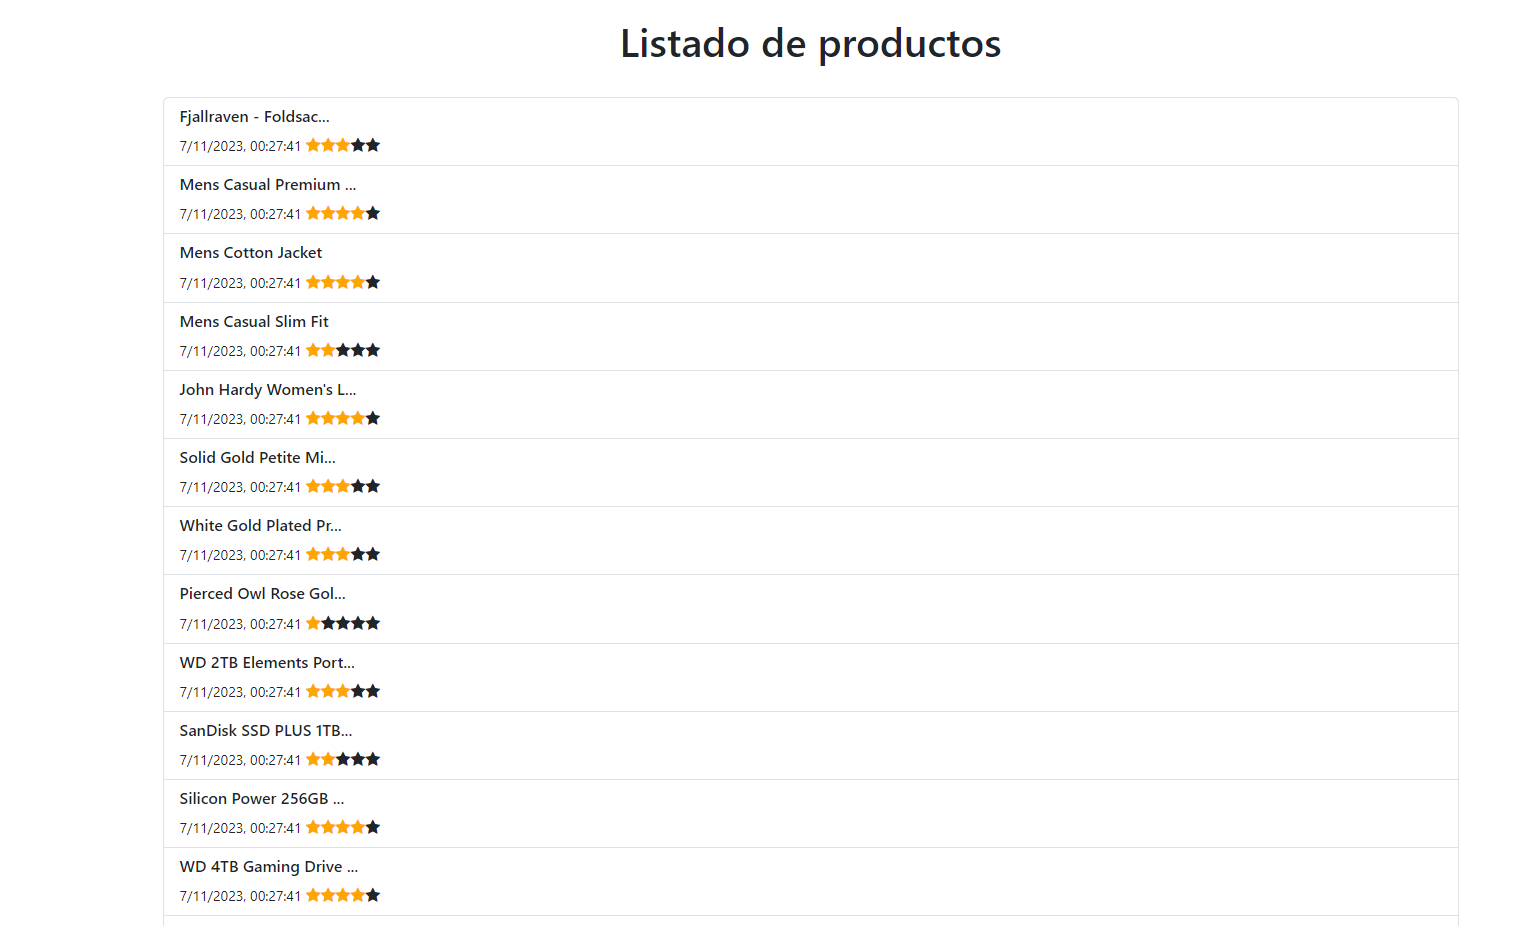 Listado de productos
Fjallraven - Foldsac...
7/11/2023, 00:27:41
Mens Casual Premium ...
7/11/2023, 00:27:41
Mens Cotton Jacket
7/11/2023, 00:27:41
Mens Casual Slim Fit
7/11/2023, 00:27:41
John Hardy Women's L...
7/11/2023, 00:27:41
Solid Gold Petite Mi...
7/11/2023, 00:27:41
White Gold Plated Pr...
7/11/2023, 00:27:41
Pierced Owl Rose Gol...
7/11/2023, 00:27:41
WD 2TB Elements Port...
7/11/2023, 00:27:41
SanDisk SSD PLUS 1TB...
7/11/2023, 00:27:41
Silicon Power 256GB ...
7/11/2023, 00:27:41
WD 4TB Gaming Drive ...
7/11/2023, 00:27:41